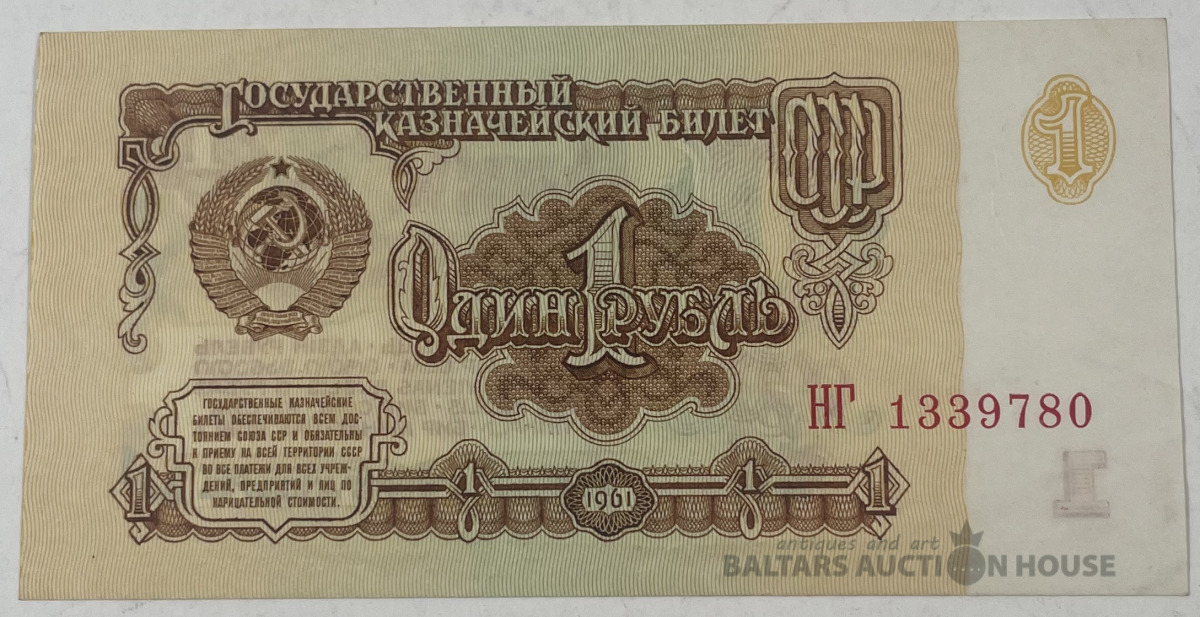 ГОСУДАРСТВЕННЫЙ
КАЗНАЧЕЙСКИЙ БИЛЕТ
СССР
1
1
ОДИН РУБЛЬ
НГ 1339780
ГОСУДАРСТВЕННЫЕ КАЗНАЧЕЙСКИЕ
БИЛЕТЫ ОБЕСПЕЧИВАЮТСЯ ВСЕМ ДОС-
ТОЯНИЕМ СОЮЗА ССР И ОБЯЗАТЕЛЬНЫ
К ПРИЕМУ НА ВСЕЙ ТЕРРИТОРИИ СССР
ВО ВСЕ ПЛАТЕЖИ ДЛЯ ВСЕХ УЧРЕЖ-
ДЕНИЙ, ПРЕДПРИЯТИЙ И ЛИЦ ПО
НАРИЦАТЕЛЬНОЙ СТОИМОСТИ.
1
1
1961
1
1
antiques and art
BALTARS AUCTION HOUSE